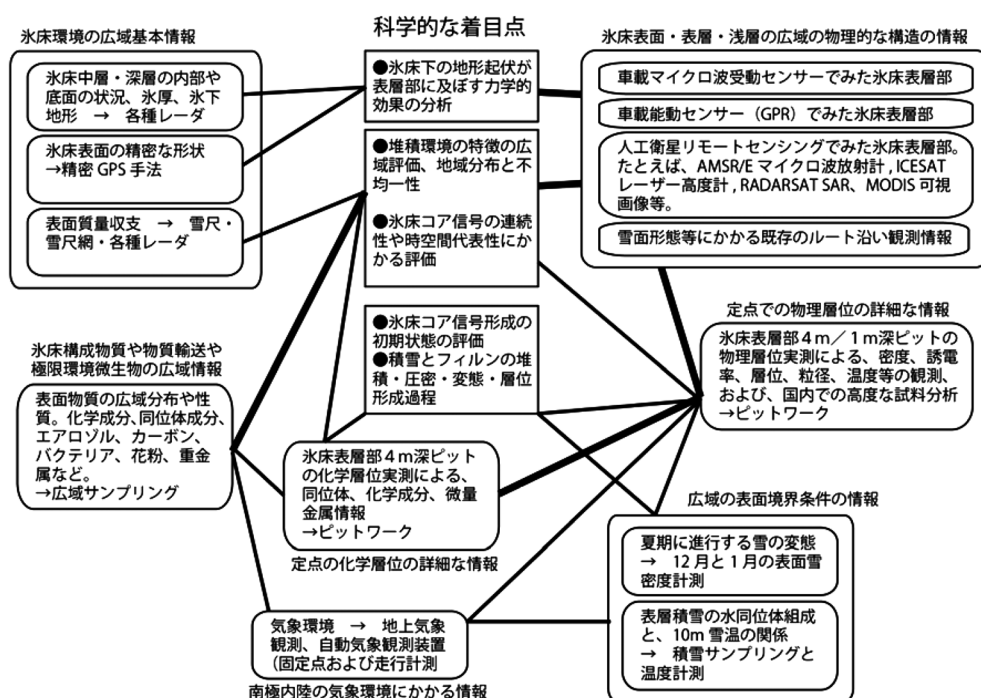 科学的な着目点
氷床環境の広域基本情報
氷床中層・深層の内部や
底面の状況、氷厚、氷下
地形 → 各種レーダ
氷床表面の精密な形状
→精密 GPS 手法
表面質量収支 → 雪尺・
雪尺網・各種レーダ
●氷床下の地形起伏が
表層部に及ぼす力学的
効果の分析
●堆積環境の特徴の広
域評価、地域分布と不
均一性
●氷床コア信号の連続
性や時空間代表性にか
かる評価
●氷床コア信号形成の
初期状態の評価
●積雪とフィルンの堆
積・圧密・変態・層位
形成過程
氷床表面・表層・浅層の広域の物理的な構造の情報
車載マイクロ波受動センサーでみた氷床表層部
車載能動センサー（GPR）でみた氷床表層部
人工衛星リモートセンシングでみた氷床表層部。
たとえば、AMSR/E マイクロ波放射計 , ICESAT
レーザー高度計 , RADARSAT SAR、MODIS 可視
画像等。
雪面形態等にかかる既存のルート沿い観測情報
定点での物理層位の詳細な情報
氷床表層部４ｍ／１ｍ深ピットの
物理層位実測による、密度、誘電
率、層位、粒径、温度等の観測、
および、国内での高度な試料分析
→ピットワーク
氷床構成物質や物質輸送や
極限環境微生物の広域情報
表面物質の広域分布や性
質。化学成分、同位体成分、
エアロゾル、カーボン、
バクテリア、花粉、重金
属など。
→広域サンプリング
氷床表層部４ｍ深ピット
の化学層位実測による、
同位体、化学成分、微量
金属情報
→ピットワーク
定点の化学層位の詳細な情報
広域の表面境界条件の情報
夏期に進行する雪の変態
→ 12 月と 1 月の表面雪
密度計測
表層積雪の水同位体組成
と、10m 雪温の関係
→ 積雪サンプリングと
温度計測
気象環境 → 地上気象
観測、自動気象観測装置
（固定点および走行計測
南極内陸の気象環境にかかる情報